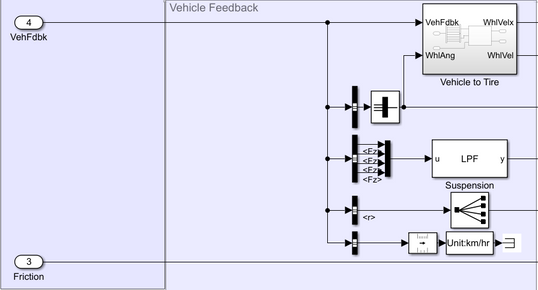 Vehicle Feedback
4
VehFdbk
VehFdbk
WhlVelx
WhlAng
WhlVel
Vehicle to Tire
<Fz>
<Fz>
<Fz>
<Fz>
u
LPF
y
Suspension
<r>
Unit:km/hr
3
Friction